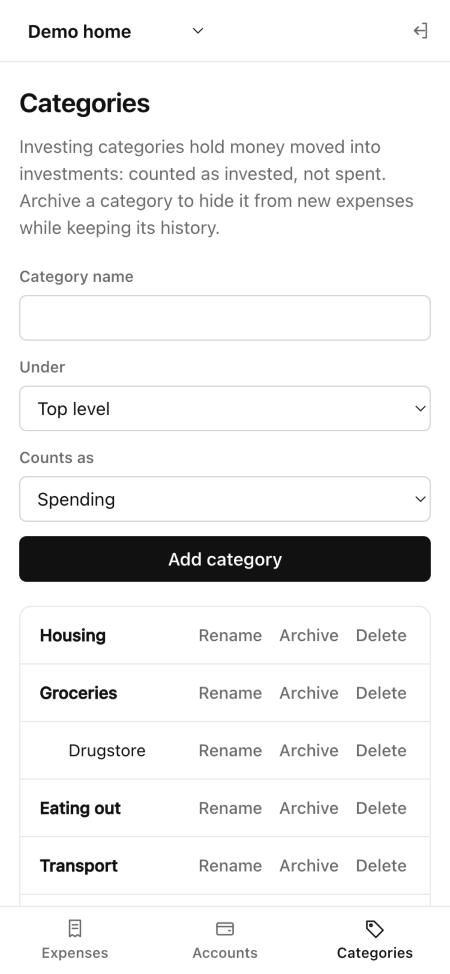 Demo home
Categories
Investing categories hold money moved into
investments: counted as invested, not spent.
Archive a category to hide it from new expenses
while keeping its history.
Category name
Under
Top level
Counts as
Spending
Add category
Housing Rename Archive Delete
Groceries Rename Archive Delete
Drugstore Rename Archive Delete
Eating out Rename Archive Delete
Transport Rename Archive Delete
Expenses Accounts Categories